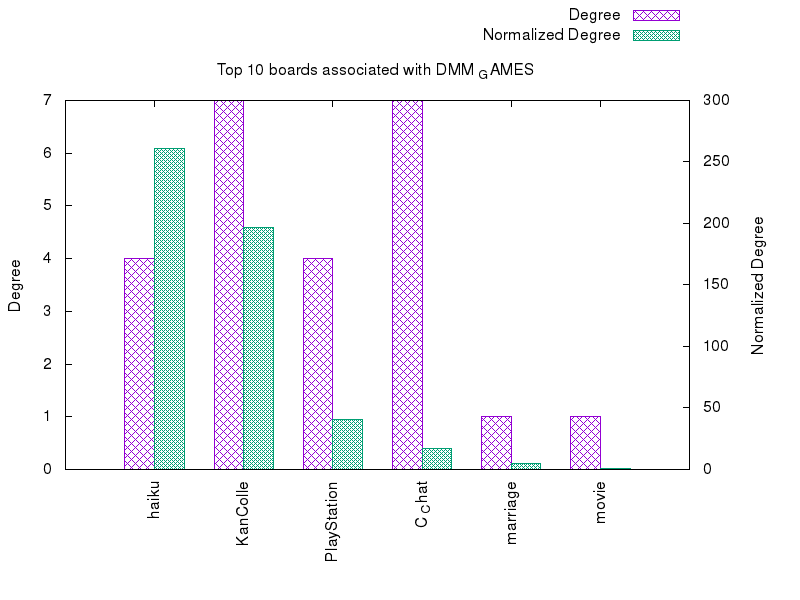 Degree
Normalized Degree
Top 10 boards associated with DMM GAMES
7
6
5
4
3
2
1
0
300
250
200
150
100
50
0
Degree
Normalized Degree
haiku
KanColle
PlayStation
C Chat
marriage
movie